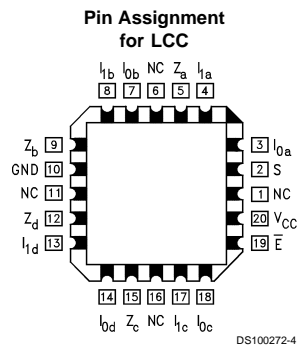 Pin Assignment
for LCC
I1b I0b NC Za I1a
8 7 6 5 4
Zb 9
GND 10
NC 11
Zd 12
I1d 13
3 I0a
2 S
1 NC
20 VCC
19 E̅
14 15 16 17 18
I0d Zc NC I1c I0c
DS100272-4